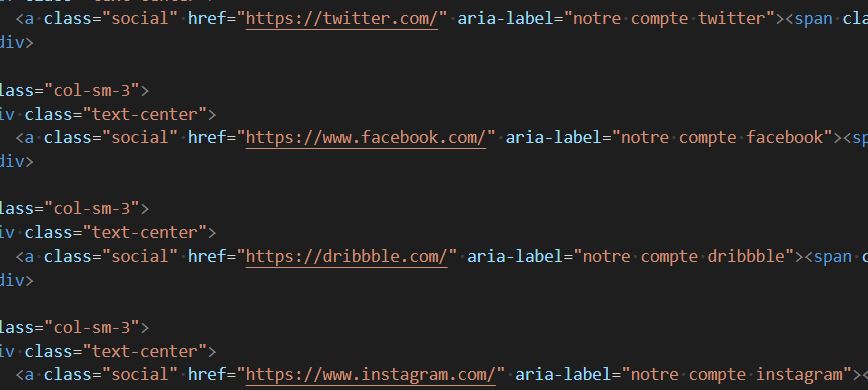 <a class="social" href="https://twitter.com/" aria-label="notre compte twitter"><span cla
div>
lass="col-sm-3">
iv class="text-center">
<a class="social" href="https://www.facebook.com/" aria-label="notre compte facebook"><sp
div>
lass="col-sm-3">
iv class="text-center">
<a class="social" href="https://dribbble.com/" aria-label="notre compte dribbble"><span c
div>
lass="col-sm-3">
iv class="text-center">
<a class="social" href="https://www.instagram.com/" aria-label="notre compte instagram"><